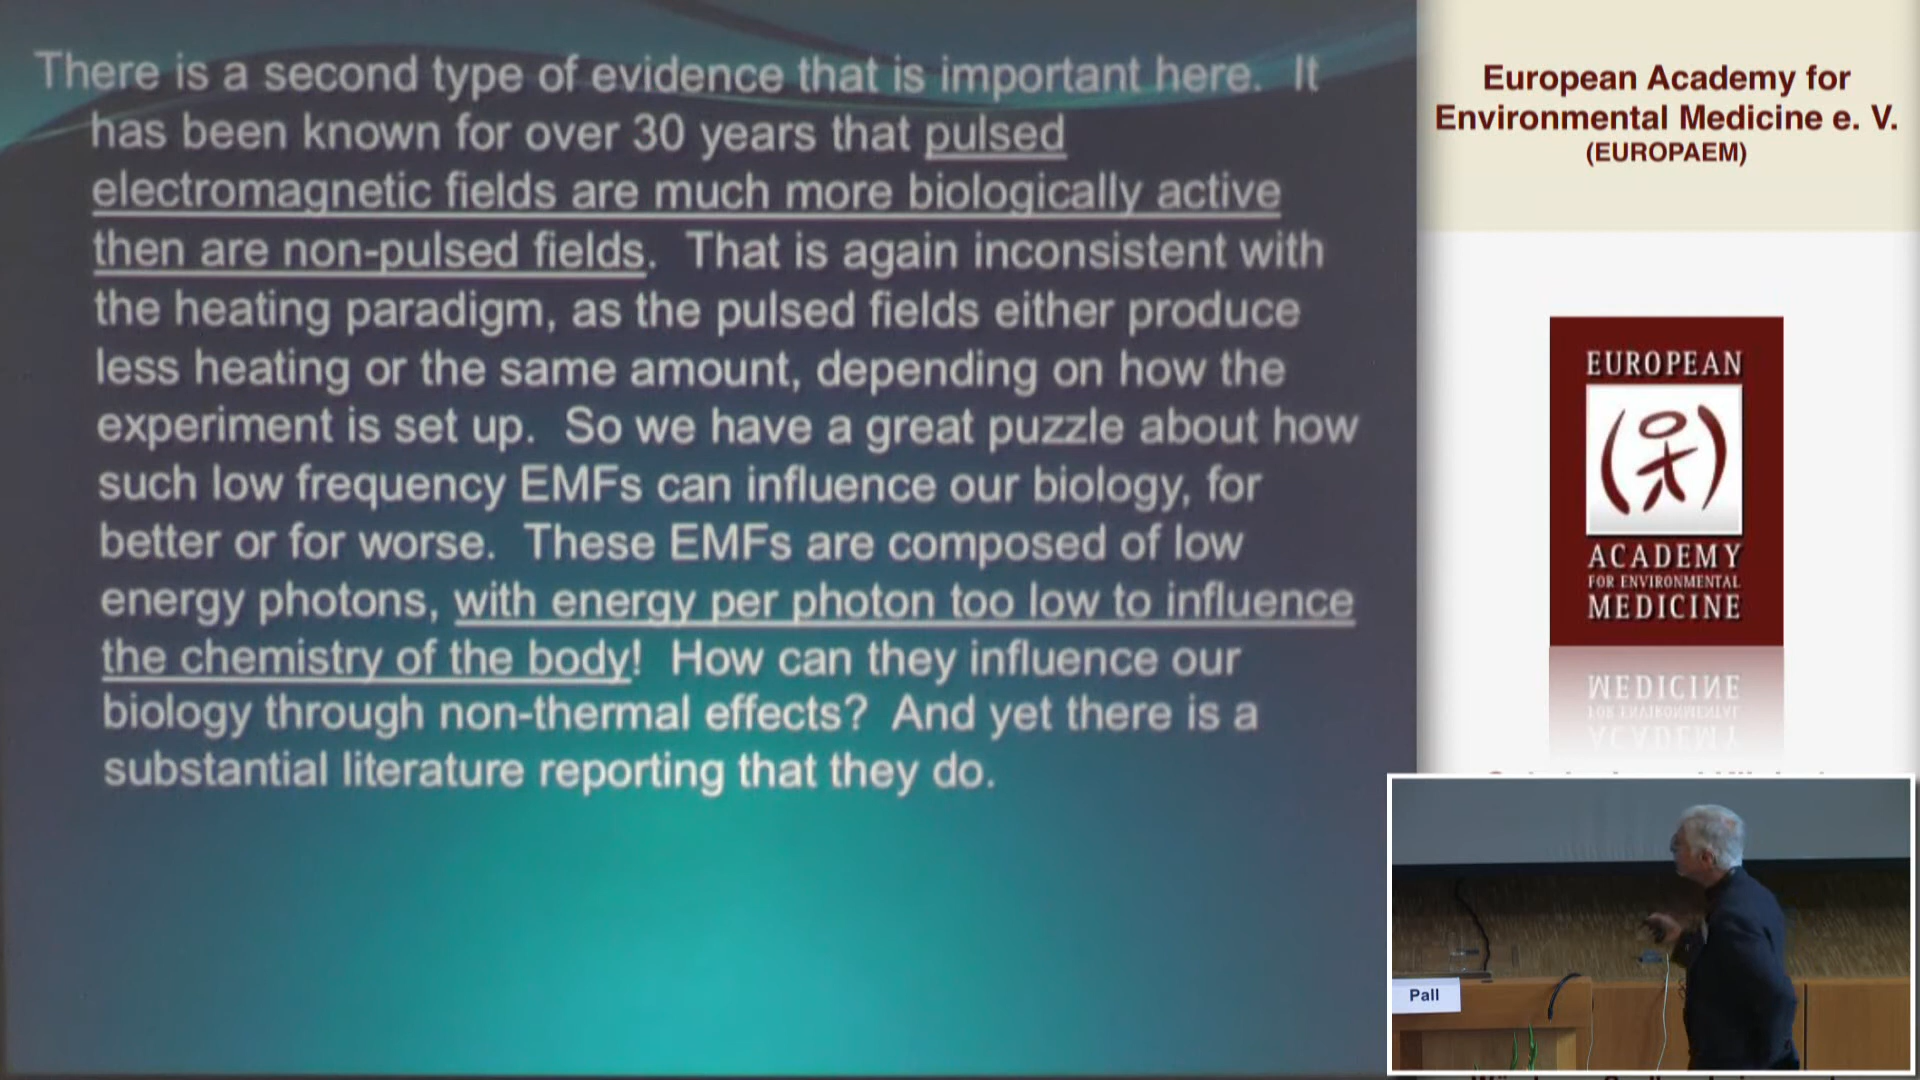 There is a second type of evidence that is important here. It
has been known for over 30 years that pulsed
electromagnetic fields are much more biologically active
then are non-pulsed fields. That is again inconsistent with
the heating paradigm, as the pulsed fields either produce
less heating or the same amount, depending on how the
experiment is set up. So we have a great puzzle about how
such low frequency EMFs can influence our biology, for
better or for worse. These EMFs are composed of low
energy photons, with energy per photon too low to influence
the chemistry of the body! How can they influence our
biology through non-thermal effects? And yet there is a
substantial literature reporting that they do.
European Academy for
Environmental Medicine e. V.
(EUROPAEM)
EUROPEAN
ACADEMY
FOR ENVIRONMENTAL
MEDICINE
Pall